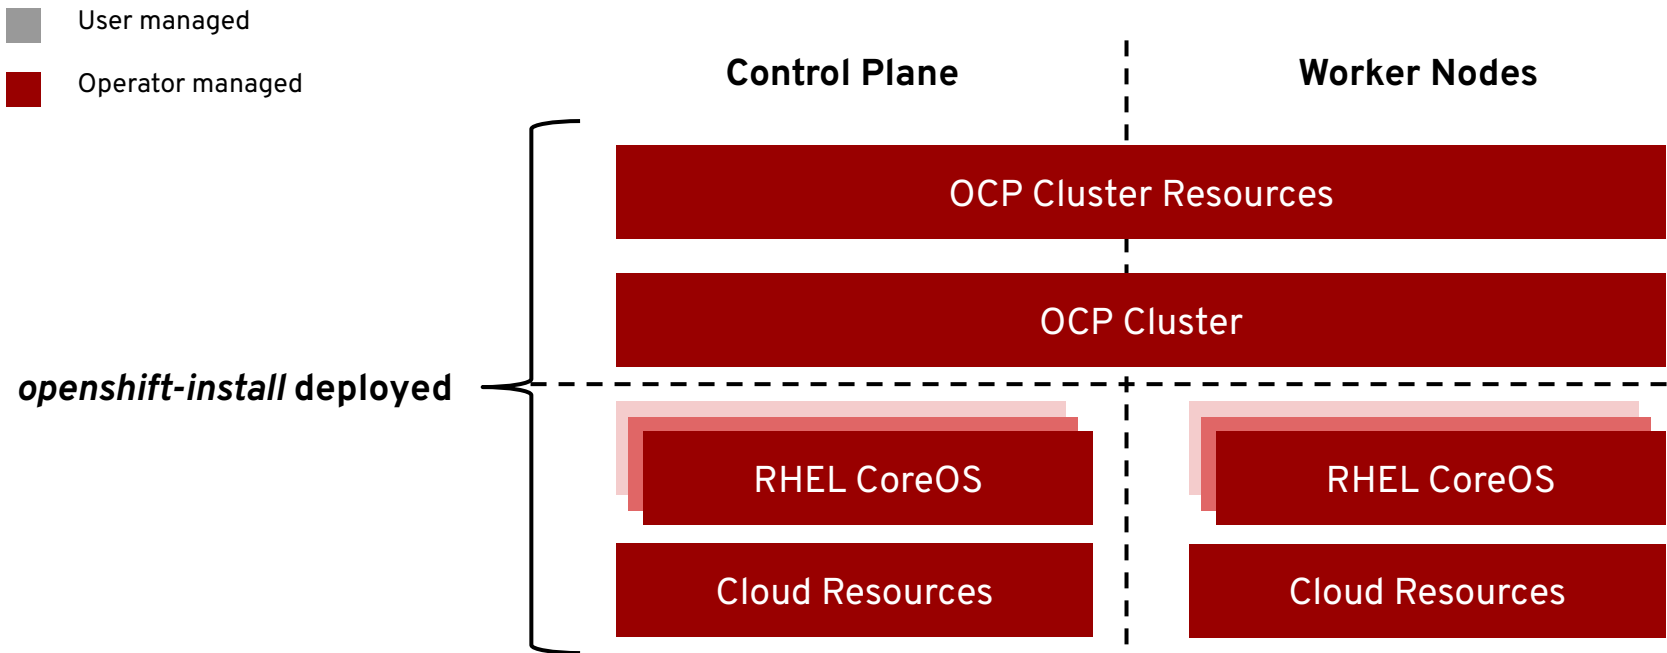 User managed
Operator managed
Control Plane
Worker Nodes
OCP Cluster Resources
OCP Cluster
openshift-install deployed
RHEL CoreOS
RHEL CoreOS
Cloud Resources
Cloud Resources